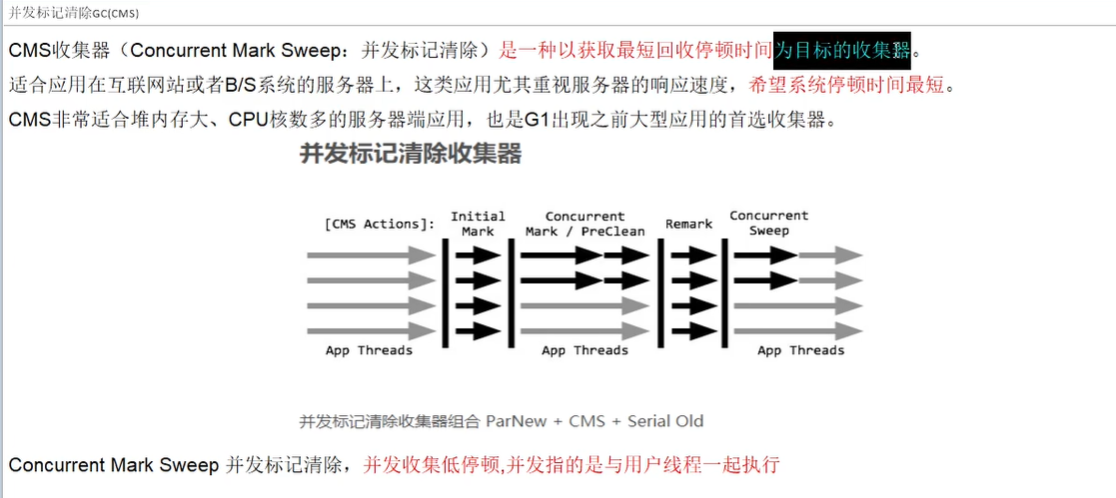 并发标记清除GC(CMS)
CMS收集器（Concurrent Mark Sweep：并发标记清除）是一种以获取最短回收停顿时间为目标的收集器。
适合应用在互联网站或者B/S系统的服务器上，这类应用尤其重视服务器的响应速度，希望系统停顿时间最短。
CMS非常适合堆内存大、CPU核数多的服务器端应用，也是G1出现之前大型应用的首选收集器。
并发标记清除收集器
[CMS Actions]: Initial Mark Concurrent Mark / PreClean Remark Concurrent Sweep
App Threads App Threads App Threads
并发标记清除收集器组合 ParNew + CMS + Serial Old
Concurrent Mark Sweep 并发标记清除，并发收集低停顿,并发指的是与用户线程一起执行